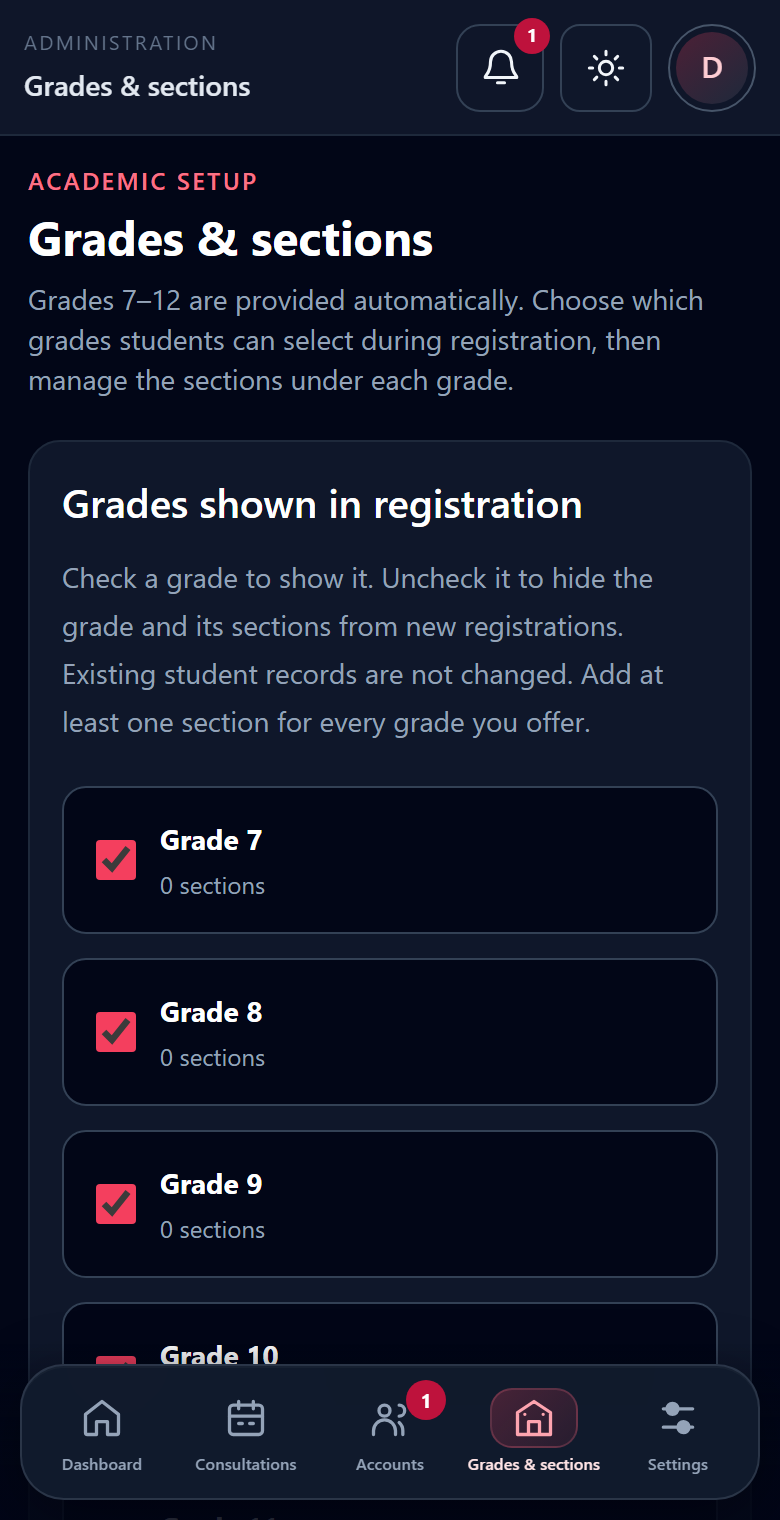 ADMINISTRATION
Grades & sections
1
D
ACADEMIC SETUP
Grades & sections
Grades 7–12 are provided automatically. Choose which
grades students can select during registration, then
manage the sections under each grade.
Grades shown in registration
Check a grade to show it. Uncheck it to hide the
grade and its sections from new registrations.
Existing student records are not changed. Add at
least one section for every grade you offer.
Grade 7
0 sections
Grade 8
0 sections
Grade 9
0 sections
Grade 10
1
Dashboard
Consultations
Accounts
Grades & sections
Settings